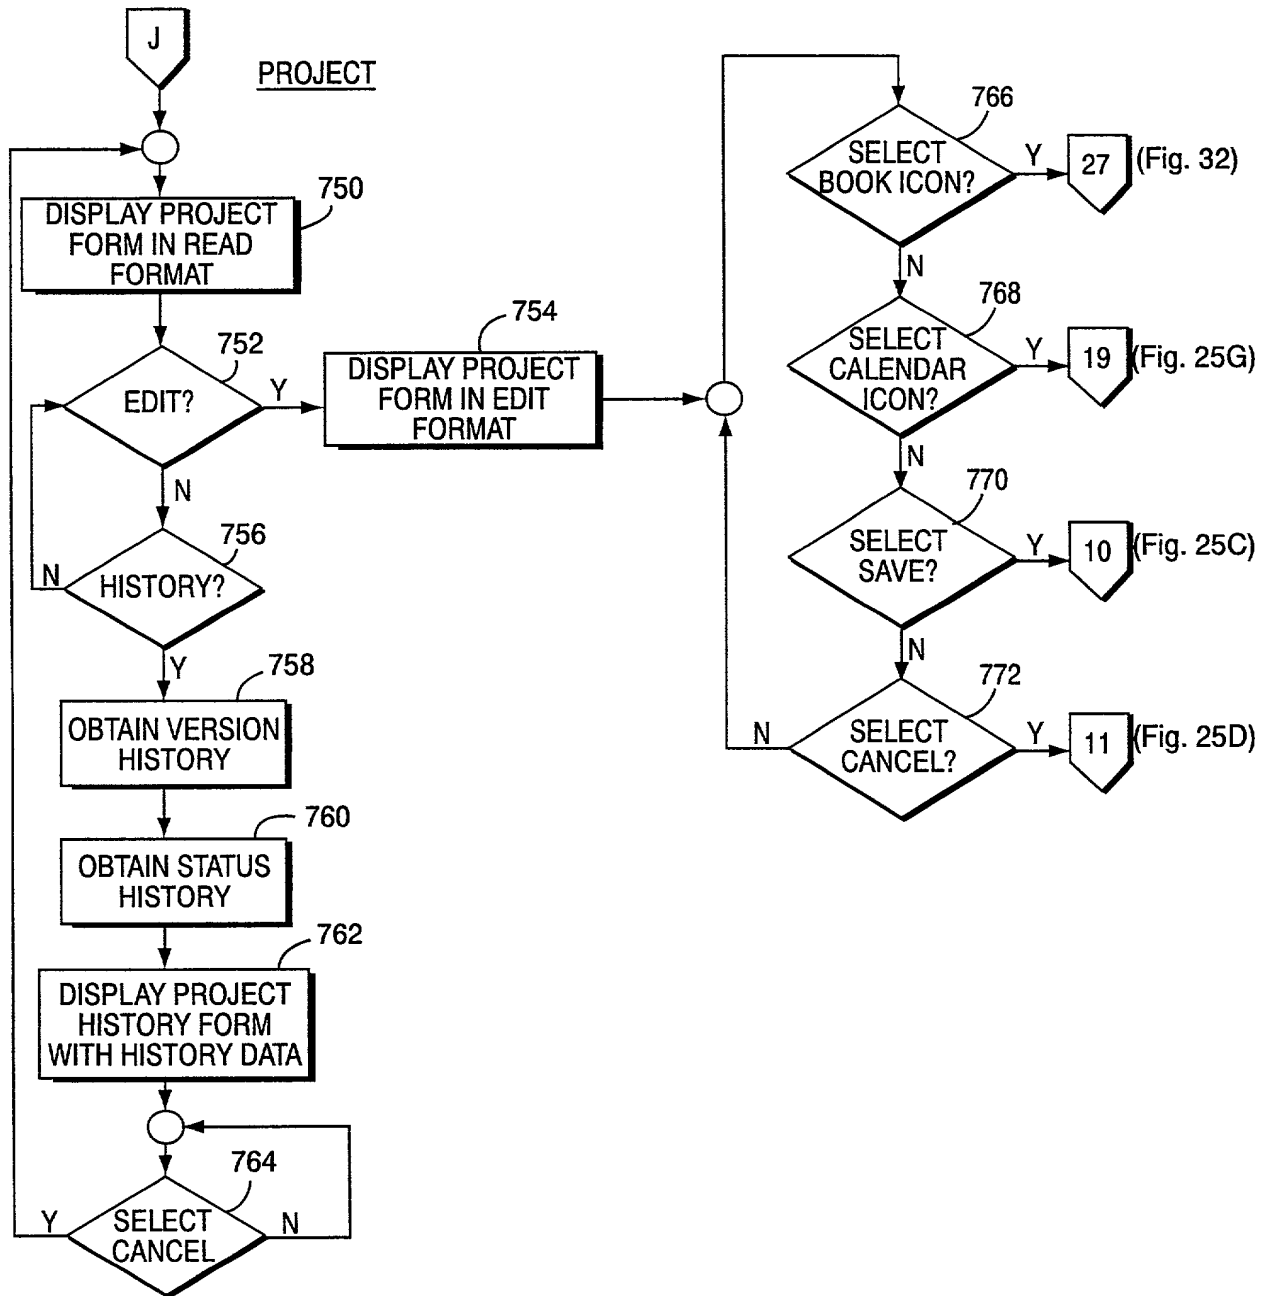 J
PROJECT
750
DISPLAY PROJECT
FORM IN READ
FORMAT
752
EDIT?
Y
N
754
DISPLAY PROJECT
FORM IN EDIT
FORMAT
756
HISTORY?
N
Y
758
OBTAIN VERSION
HISTORY
760
OBTAIN STATUS
HISTORY
762
DISPLAY PROJECT
HISTORY FORM
WITH HISTORY DATA
764
SELECT
CANCEL
Y
N
766
SELECT
BOOK ICON?
Y
27
(Fig. 32)
N
768
SELECT
CALENDAR
ICON?
Y
19
(Fig. 25G)
N
770
SELECT
SAVE?
Y
10
(Fig. 25C)
N
772
SELECT
CANCEL?
N
Y
11
(Fig. 25D)